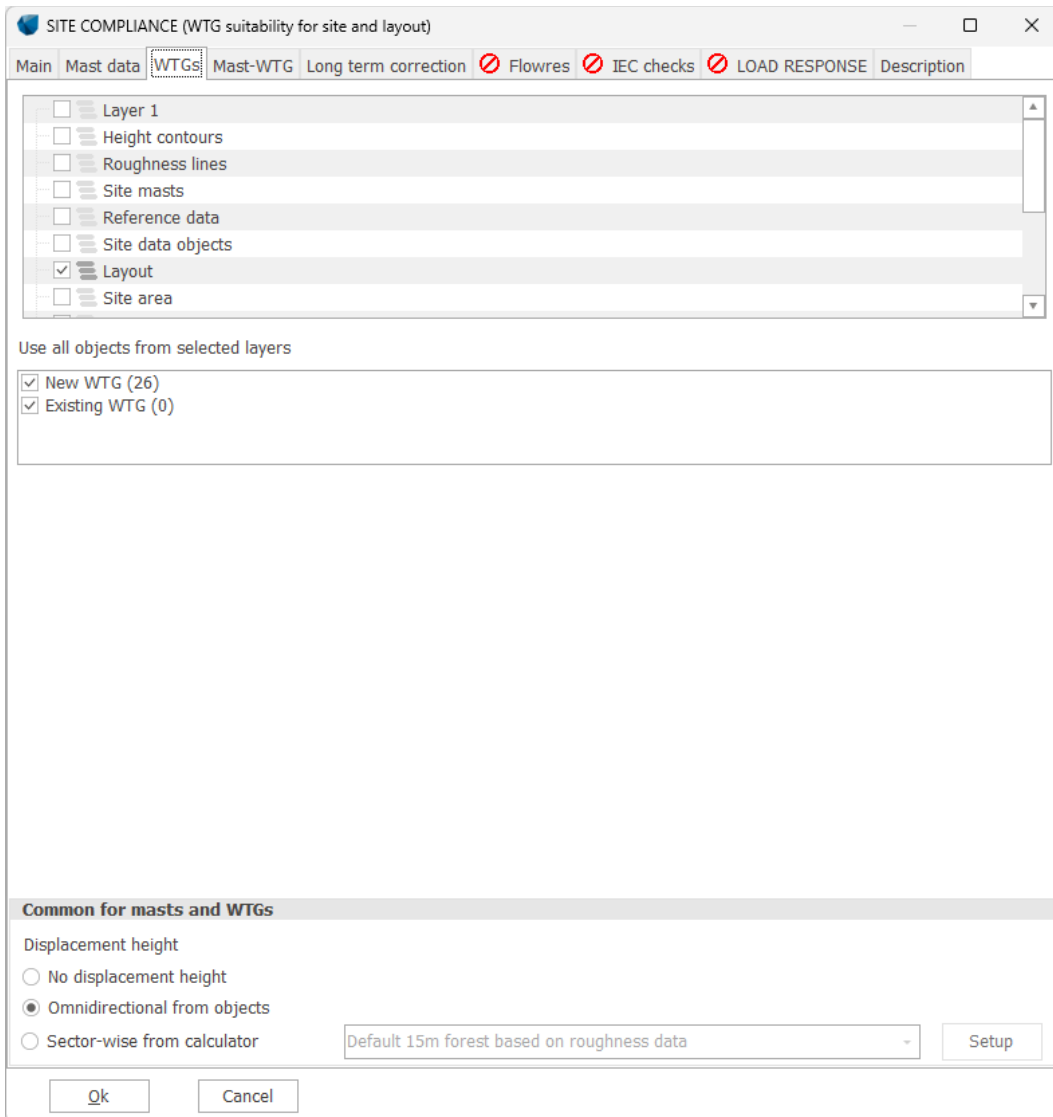 SITE COMPLIANCE (WTG suitability for site and layout)
Main Mast data WTGs Mast-WTG Long term correction Flowres IEC checks LOAD RESPONSE Description
Layer 1
Height contours
Roughness lines
Site masts
Reference data
Site data objects
Layout
Site area
Use all objects from selected layers
New WTG (26)
Existing WTG (0)
Common for masts and WTGs
Displacement height
No displacement height
Omnidirectional from objects
Sector-wise from calculator Default 15m forest based on roughness data Setup
Ok Cancel